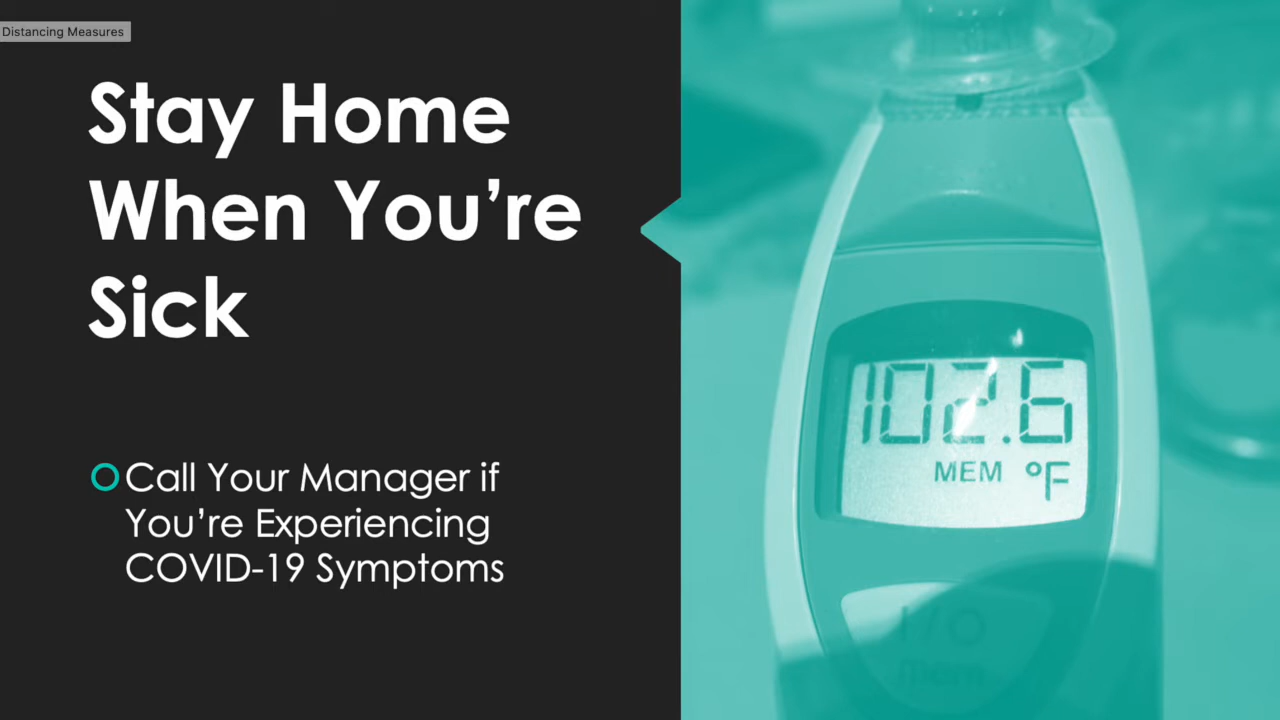 Distancing Measures
Stay Home
When You’re
Sick
Call Your Manager if
You’re Experiencing
COVID-19 Symptoms
102.6
MEM °F
I/O
mem